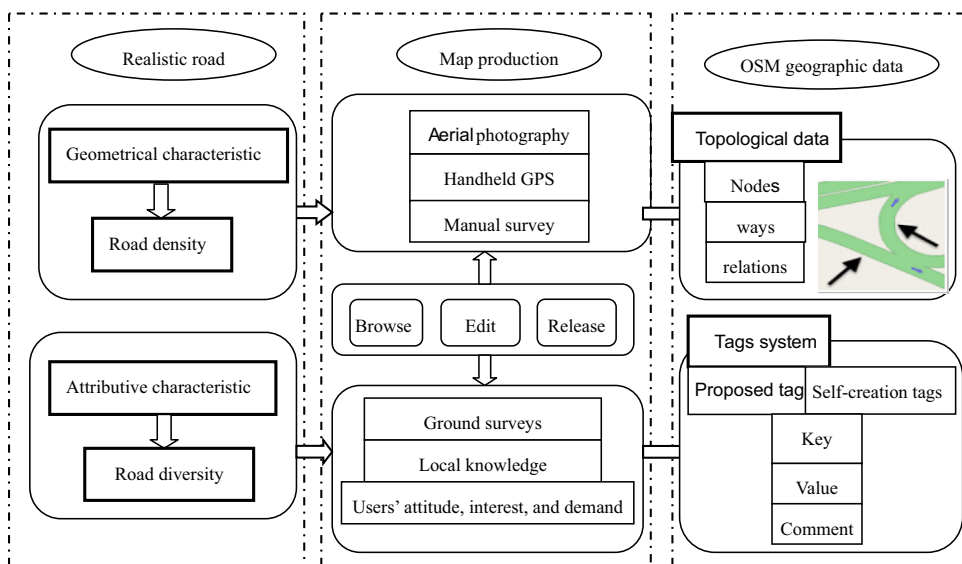 Realistic road
Geometrical characteristic
Road density
Attributive characteristic
Road diversity
Map production
Aerial photography
Handheld GPS
Manual survey
Browse
Edit
Release
Ground surveys
Local knowledge
Users' attitude, interest, and demand
OSM geographic data
Topological data
Nodes
ways
relations
Tags system
Proposed tag
Self-creation tags
Key
Value
Comment